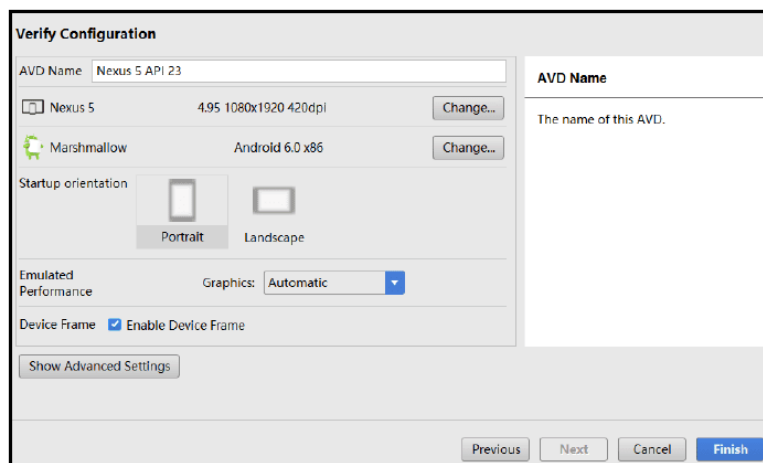 Verify Configuration
AVD Name Nexus 5 API 23
Nexus 5 4.95 1080x1920 420dpi Change...
Marshmallow Android 6.0 x86 Change...
Startup orientation
Portrait Landscape
Emulated
Performance
Graphics: Automatic
Device Frame Enable Device Frame
Show Advanced Settings
AVD Name
The name of this AVD.
Previous Next Cancel Finish